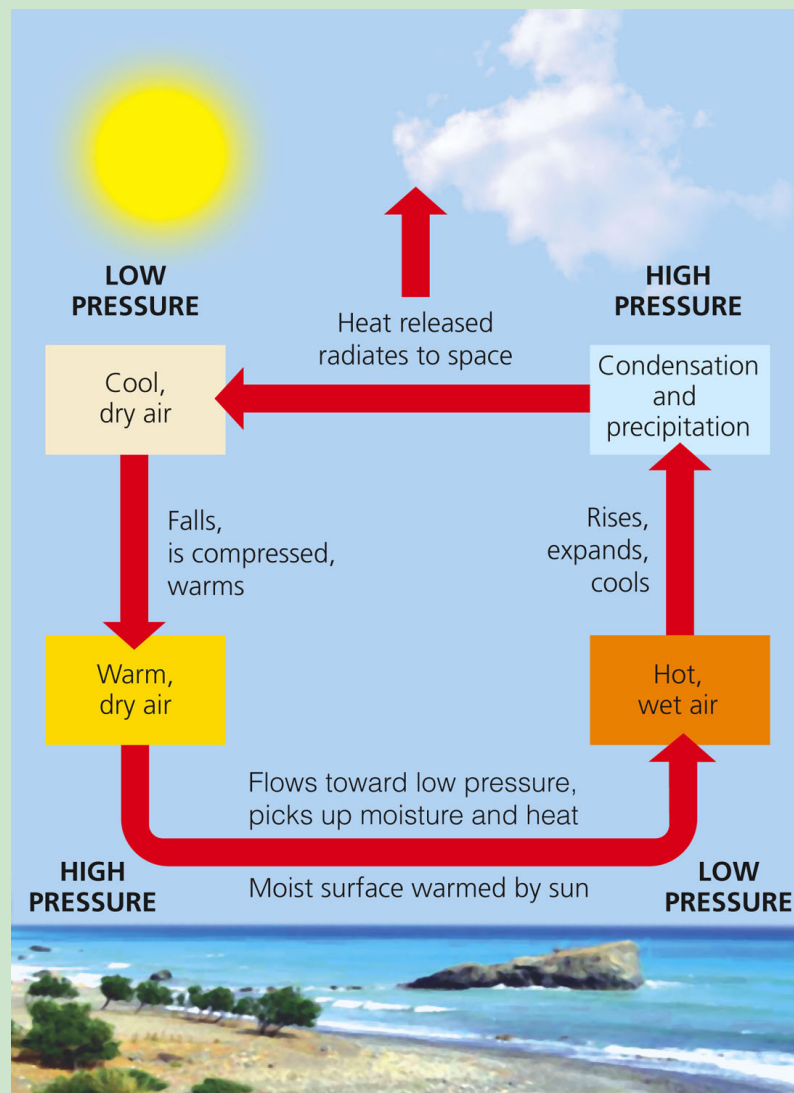 LOW
PRESSURE
HIGH
PRESSURE
Heat released
radiates to space
Cool,
dry air
Condensation
and
precipitation
Falls,
is compressed,
warms
Rises,
expands,
cools
Warm,
dry air
Hot,
wet air
Flows toward low pressure,
picks up moisture and heat
HIGH
PRESSURE
Moist surface warmed by sun
LOW
PRESSURE